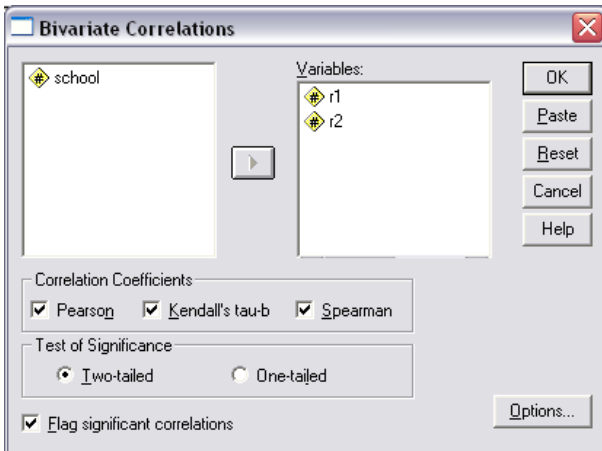 Bivariate Correlations
school
Variables:
r1
r2
OK
Paste
Reset
Cancel
Help
Correlation Coefficients
Pearson
Kendall's tau-b
Spearman
Test of Significance
Two-tailed
One-tailed
Flag significant correlations
Options...